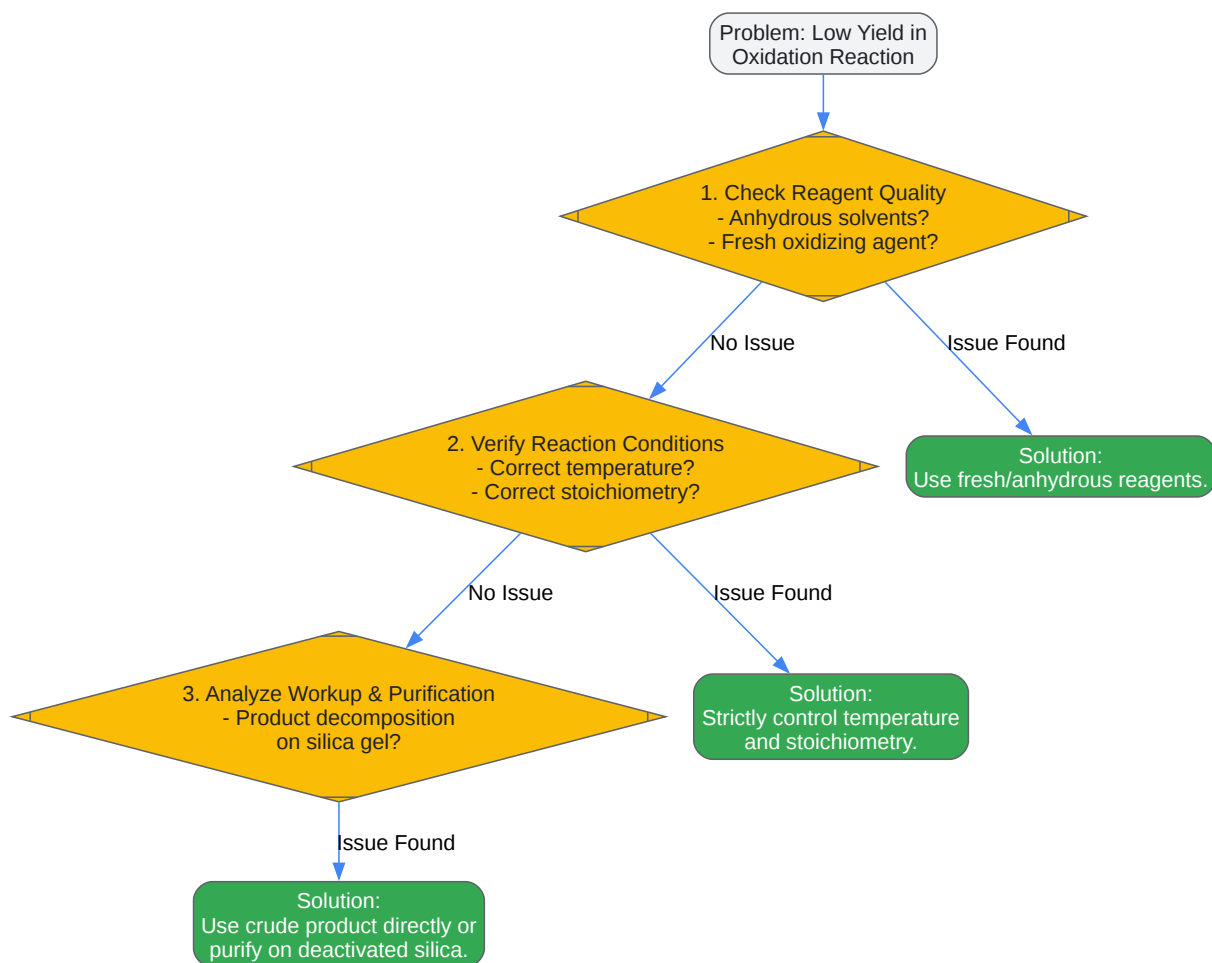 Problem: Low Yield in
Oxidation Reaction
1. Check Reagent Quality
- Anhydrous solvents?
- Fresh oxidizing agent?
No Issue
Issue Found
2. Verify Reaction Conditions
- Correct temperature?
- Correct stoichiometry?
Solution:
Use fresh/anhydrous reagents.
No Issue
Issue Found
3. Analyze Workup & Purification
- Product decomposition
on silica gel?
Solution:
Strictly control temperature
and stoichiometry.
Issue Found
Solution:
Use crude product directly or
purify on deactivated silica.